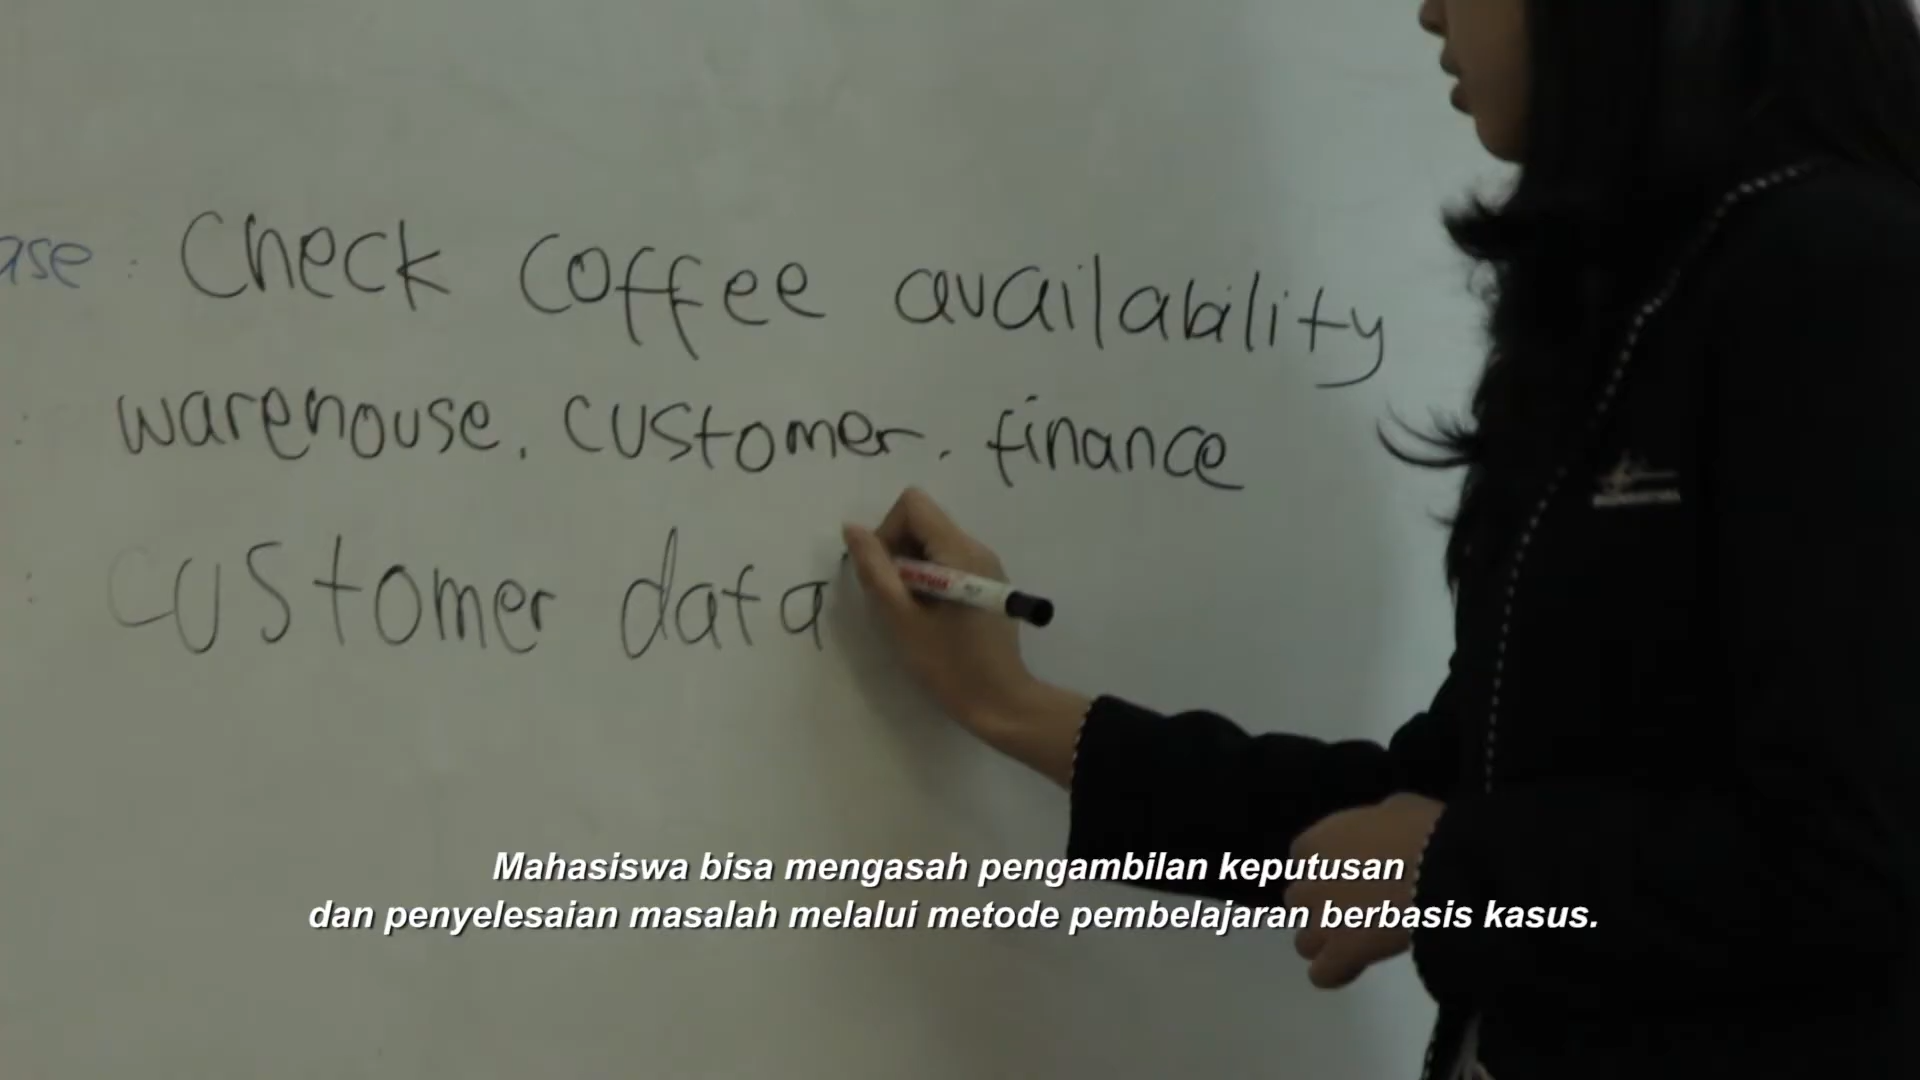 ase : Check coffee availability
: warehouse, customer, finance
: customer data
Mahasiswa bisa mengasah pengambilan keputusan
dan penyelesaian masalah melalui metode pembelajaran berbasis kasus.